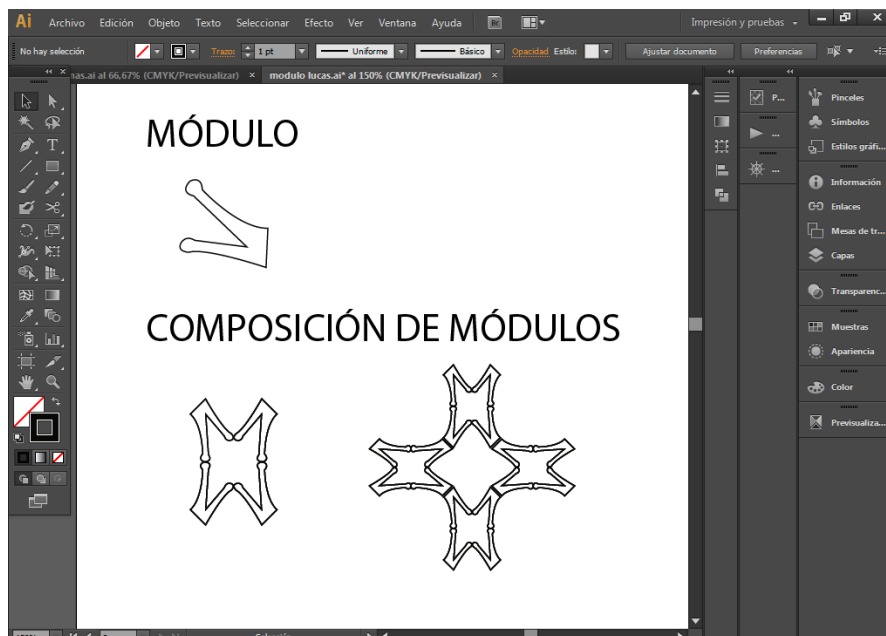 Ai Archivo Edición Objeto Texto Seleccionar Efecto Ver Ventana Ayuda Br Impresión y pruebas
No hay selección Trazo: 1 pt Uniforme Básico Opacidad Estilo: Ajustar documento Preferencias
nas.ai al 66,67% (CMYK/Previsualizar) × modulo lucas.ai* al 150% (CMYK/Previsualizar) ×
MÓDULO
COMPOSICIÓN DE MÓDULOS
P...
...
...
Pinceles
Símbolos
Estilos gráfi...
Información
Enlaces
Mesas de tr...
Capas
Transparenc...
Muestras
Apariencia
Color
Previsualiza...